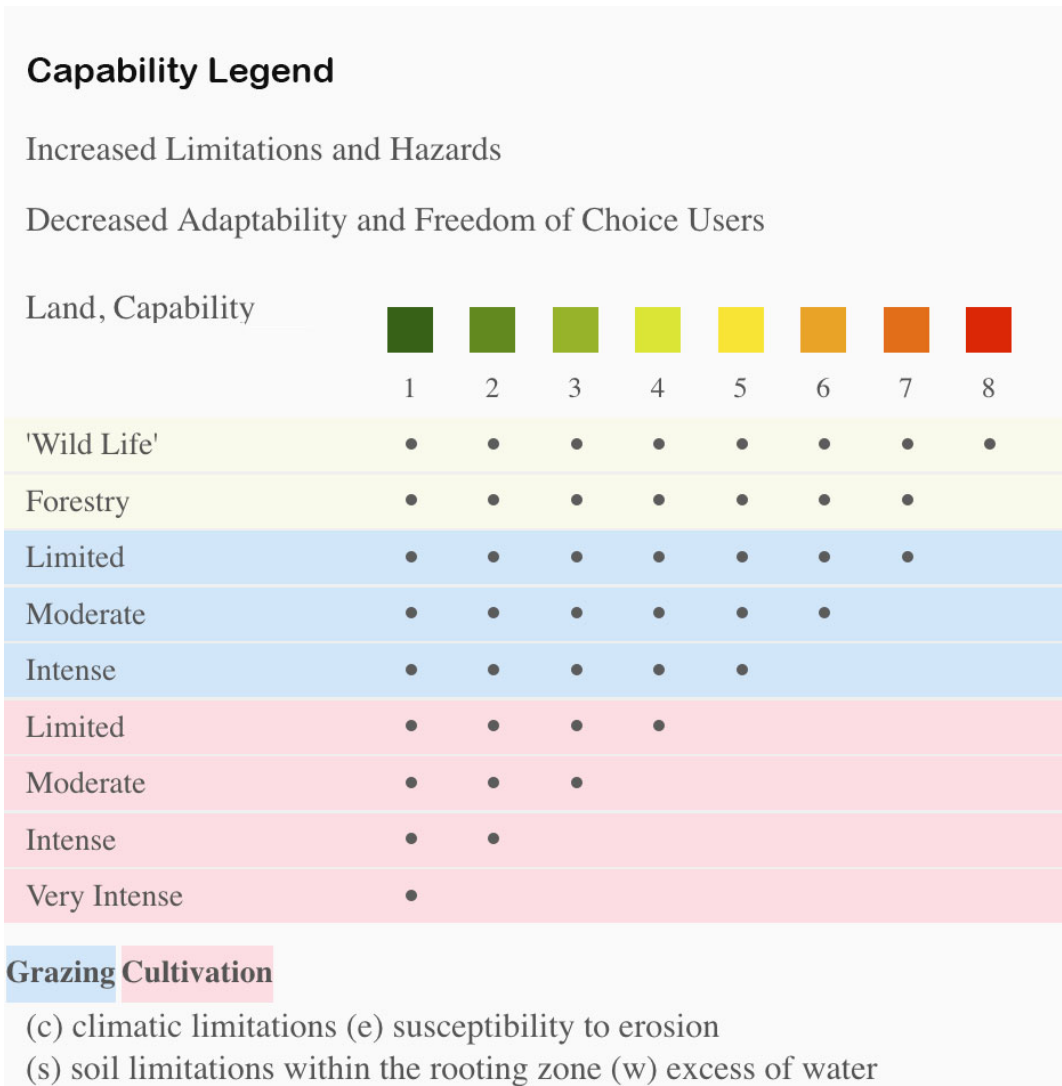 Capability Legend
Increased Limitations and Hazards
Decreased Adaptability and Freedom of Choice Users
Land, Capability
1 2 3 4 5 6 7 8
'Wild Life'
Forestry
Limited
Moderate
Intense
Limited
Moderate
Intense
Very Intense
Grazing Cultivation
(c) climatic limitations (e) susceptibility to erosion
(s) soil limitations within the rooting zone (w) excess of water